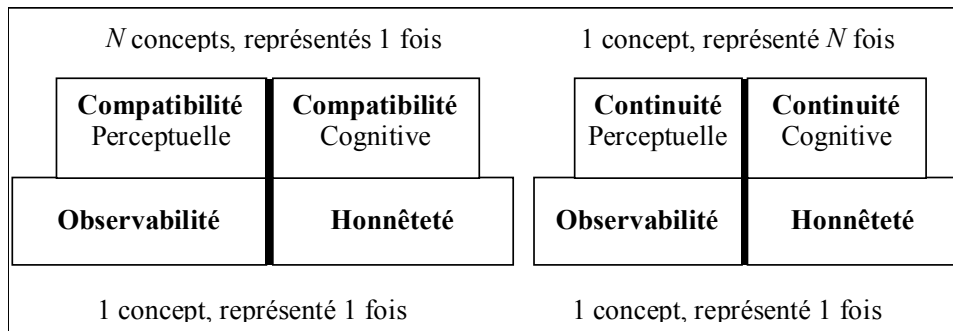 N concepts, représentés 1 fois
1 concept, représenté N fois
Compatibilité
Perceptuelle
Compatibilité
Cognitive
Continuité
Perceptuelle
Continuité
Cognitive
Observabilité
Honnêteté
Observabilité
Honnêteté
1 concept, représenté 1 fois
1 concept, représenté 1 fois